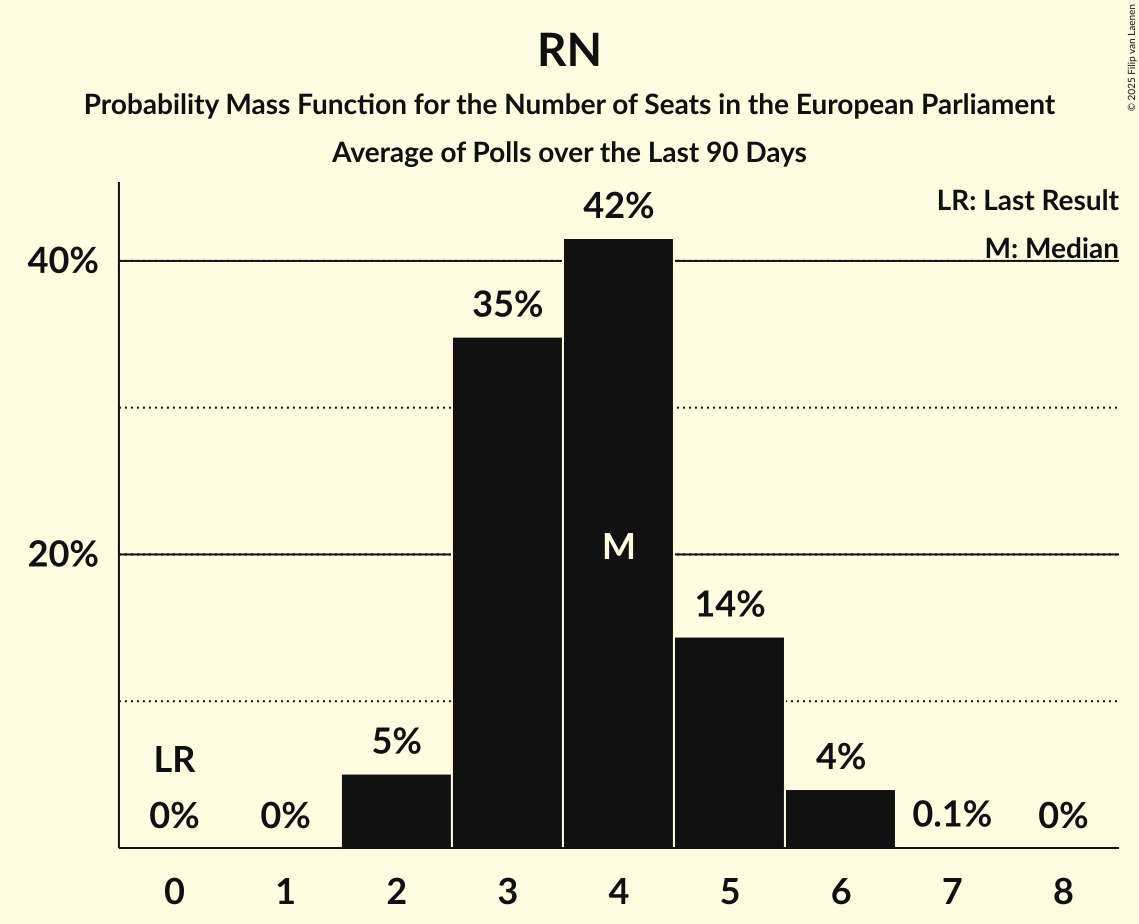 RN
Probability Mass Function for the Number of Seats in the European Parliament
Average of Polls over the Last 90 Days
© 2025 Filip van Laenen
LR: Last Result
M: Median
40%
20%
LR
0%
0%
5%
35%
42%
M
14%
4%
0.1%
0%
0 1 2 3 4 5 6 7 8